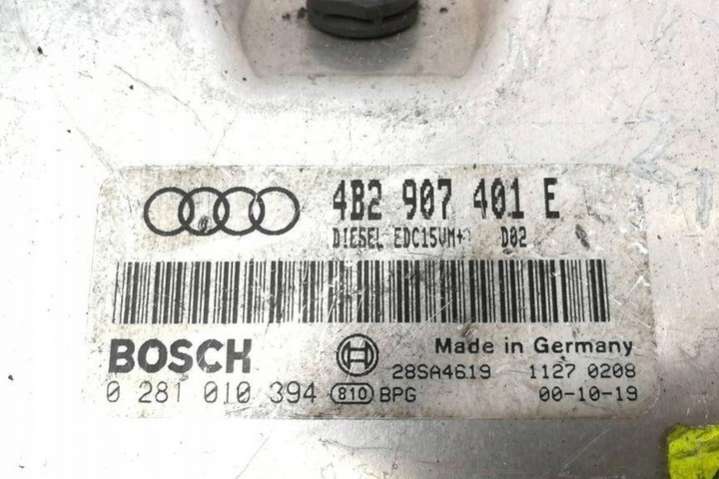 4B2 907 401 E
DIESEL EDC15VM+ D02
BOSCH Made in Germany
28SA4619 1127 0208
0 281 010 394 810 BPG 00-10-19